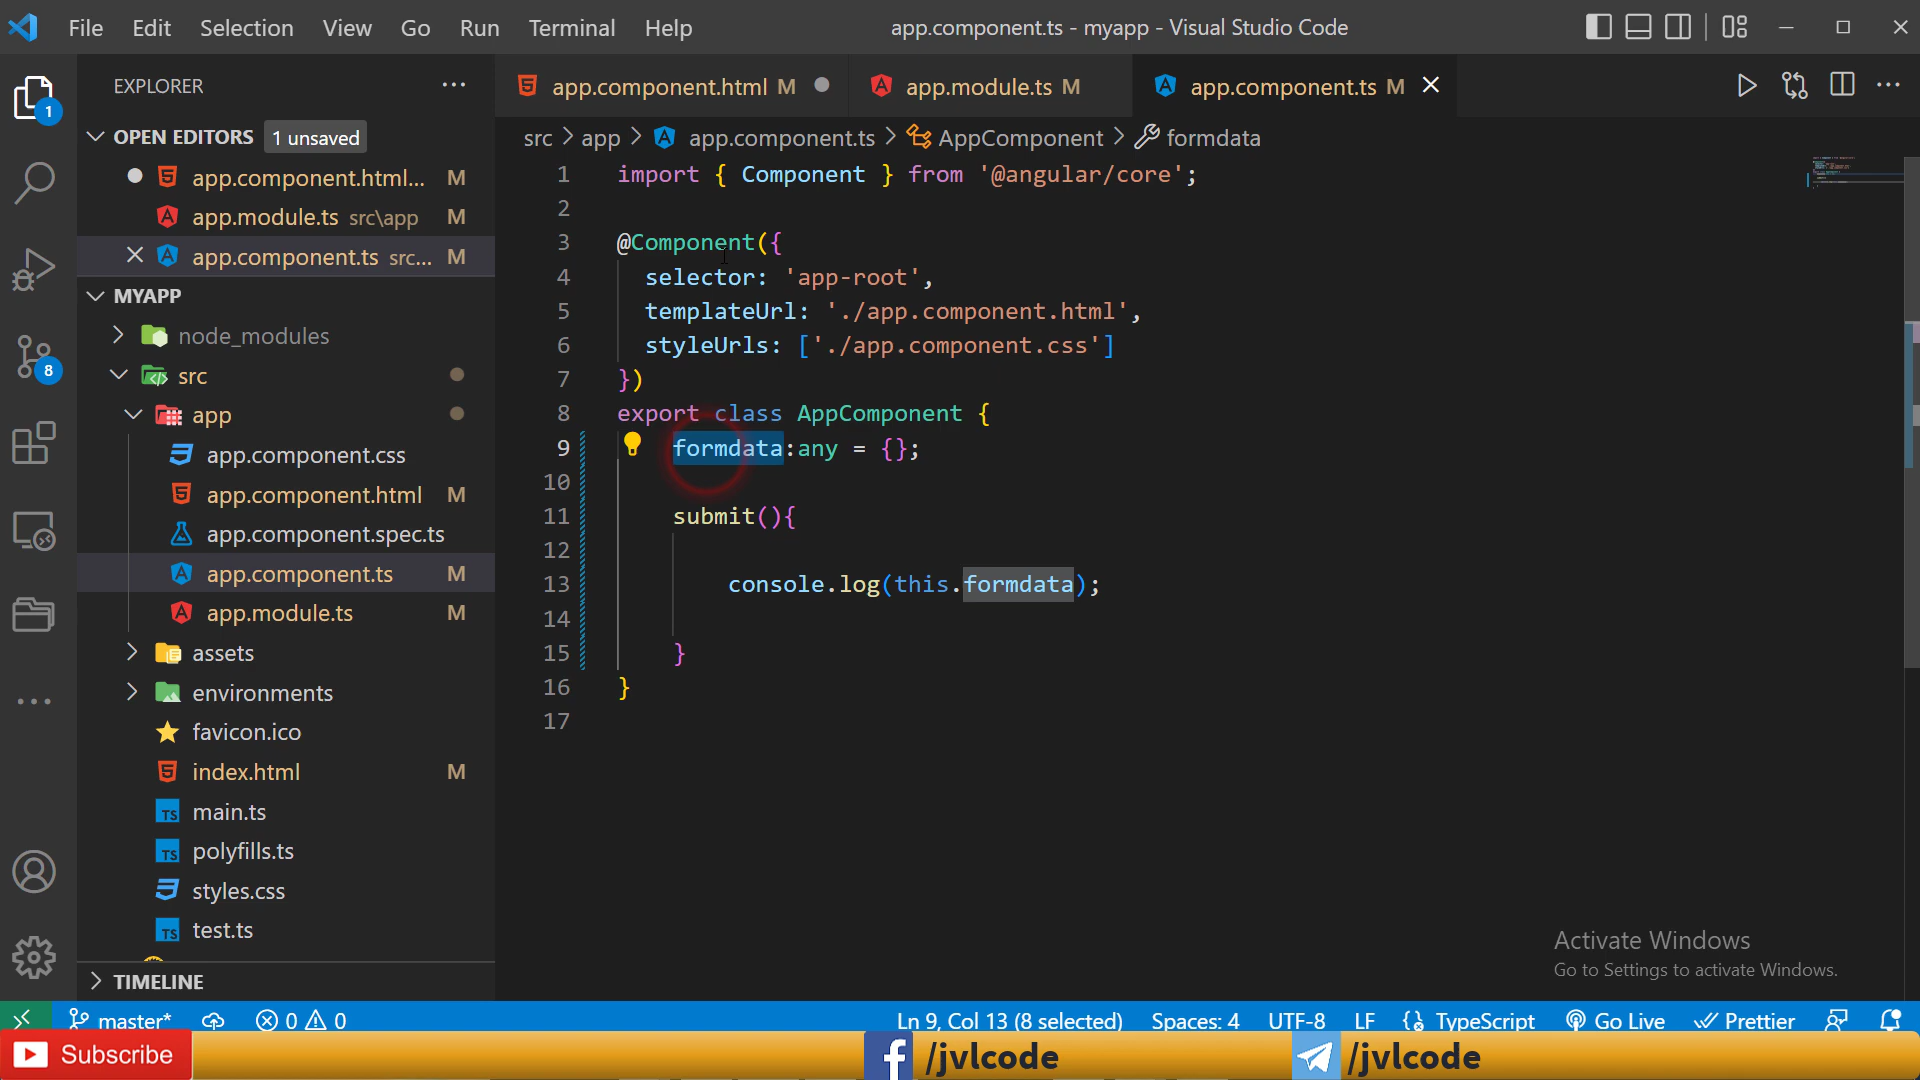 File Edit Selection View Go Run Terminal Help
app.component.ts - myapp - Visual Studio Code
EXPLORER
1
OPEN EDITORS 1 unsaved
app.component.html... M
app.module.ts src\app M
app.component.ts src... M
MYAPP
node_modules
src
8
app
app.component.css
app.component.html M
app.component.spec.ts
app.component.ts M
app.module.ts M
assets
environments
favicon.ico
index.html M
TS main.ts
TS polyfills.ts
styles.css
TS test.ts
TIMELINE
app.component.html M
app.module.ts M
app.component.ts M
src > app > app.component.ts > AppComponent > formdata
1 import { Component } from '@angular/core';
2
3 @Component({
4 selector: 'app-root',
5 templateUrl: './app.component.html',
6 styleUrls: ['./app.component.css']
7 })
8 export class AppComponent {
9 formdata:any = {};
10
11 submit(){
12
13 console.log(this.formdata);
14
15 }
16 }
17
Activate Windows
Go to Settings to activate Windows.
master* 0 0 Ln 9, Col 13 (8 selected) Spaces: 4 UTF-8 LF {} TypeScript Go Live Prettier
Subscribe f /jvlcode /jvlcode